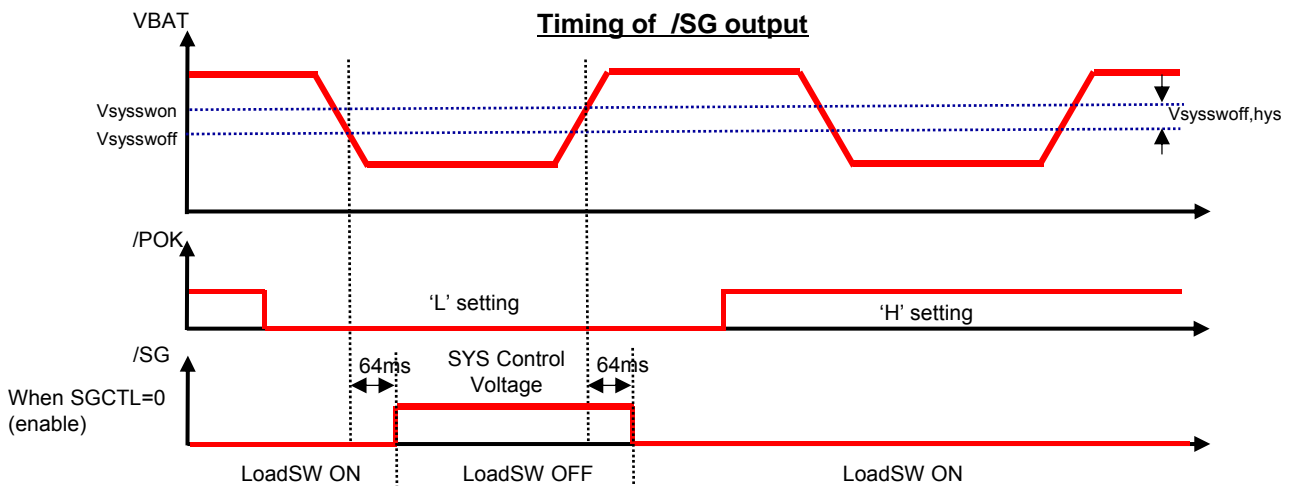 VBAT
Timing of /SG output
Vsysswon
Vsysswoff
Vsysswoff,hys
/POK
‘L’ setting
‘H’ setting
/SG
When SGCTL=0
(enable)
64ms
SYS Control
Voltage
64ms
LoadSW ON
LoadSW OFF
LoadSW ON